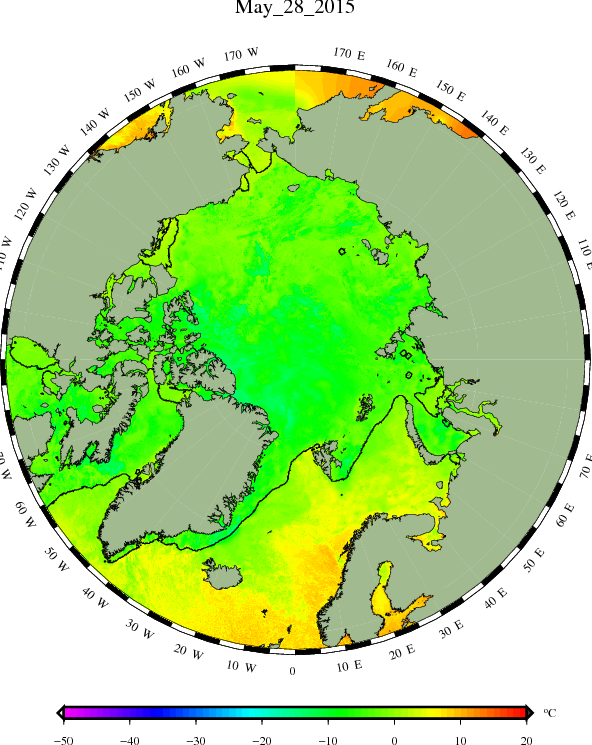 May_28_2015
170 W
170 E
160 W
160 E
150 W
150 E
140 W
140 E
130 W
130 E
120 W
120 E
110 E
60 W
70 E
50 W
60 E
40 W
50 E
30 W
40 E
20 W
30 E
10 W
20 E
0
10 E
°C
−50 −40 −30 −20 −10 0 10 20